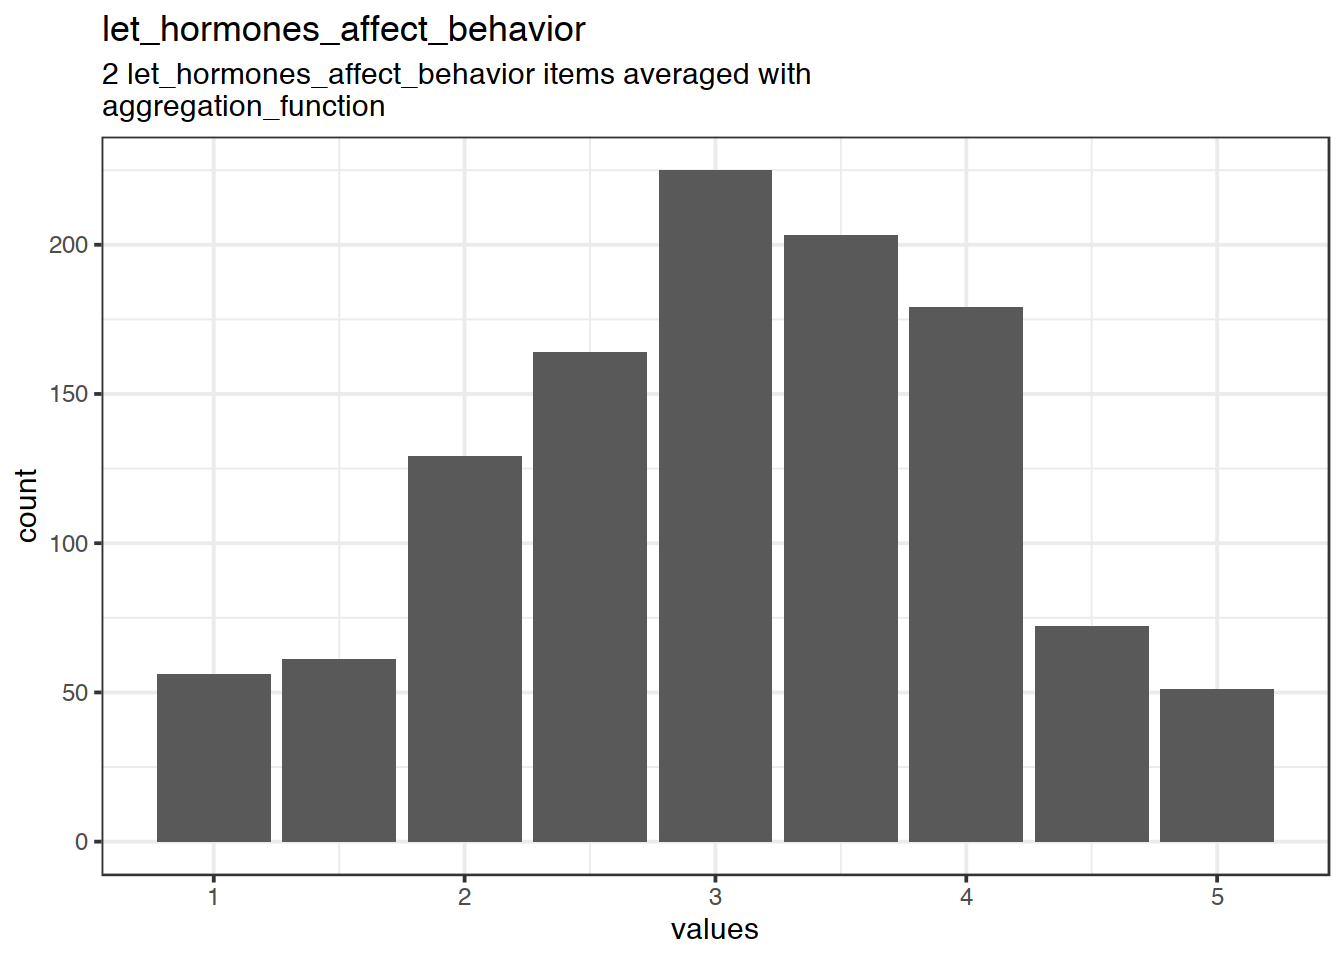 let_hormones_affect_behavior
2 let_hormones_affect_behavior items averaged with
aggregation_function
200
150
100
50
0
count
1 2 3 4 5
values